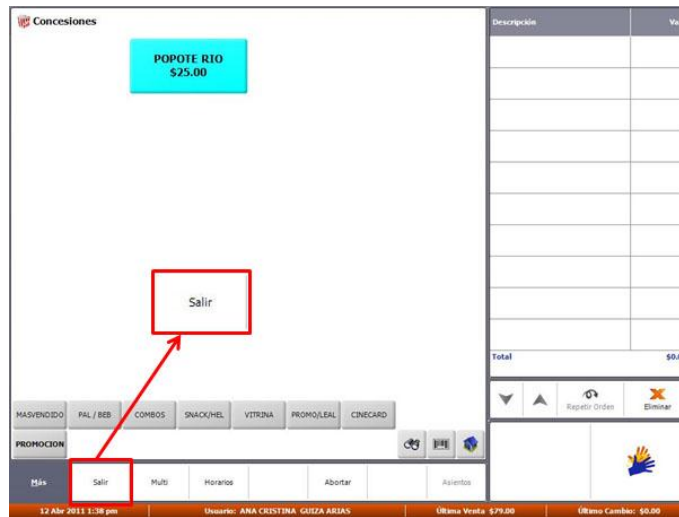 Concesiones
Descripción
POPOTE RIO
$25.00
Salir
Total
MASVENDIDO PAL / BEB COMBOS SNACK/HEL VITRINA PROMO/LEAL CINECARD
Repetir Orden Eliminar
PROMOCION
Más Salir Multi Horarios Abortar Asientos
12 Abr 2011 1:38 pm Usuario: ANA CRISTINA GUIZA ARIAS Última Venta $79.00 Último Cambio: $0.00